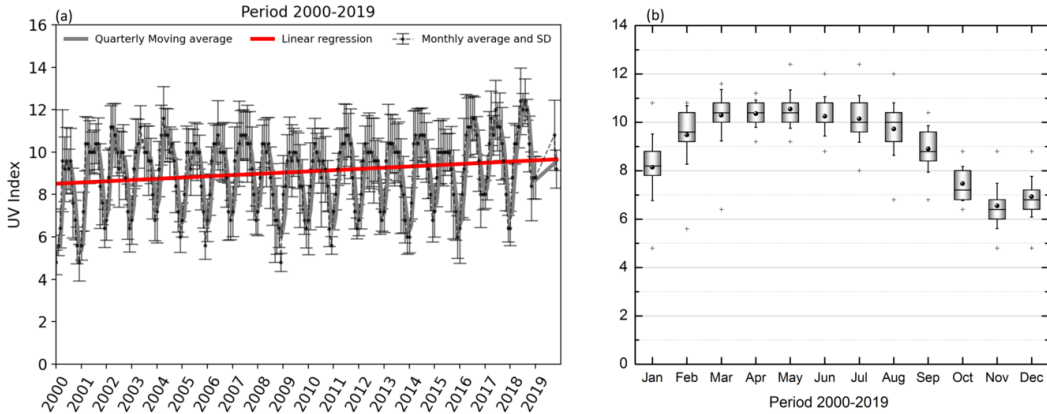 (a)
Period 2000-2019
Quarterly Moving average
Linear regression
Monthly average and SD
UV Index
16
14
12
10
8
6
4
2
0
2000 2001 2002 2003 2004 2005 2006 2007 2008 2009 2010 2011 2012 2013 2014 2015 2016 2017 2018 2019
(b)
14
12
10
8
6
4
2
0
Jan Feb Mar Apr May Jun Jul Aug Sep Oct Nov Dec
Period 2000-2019